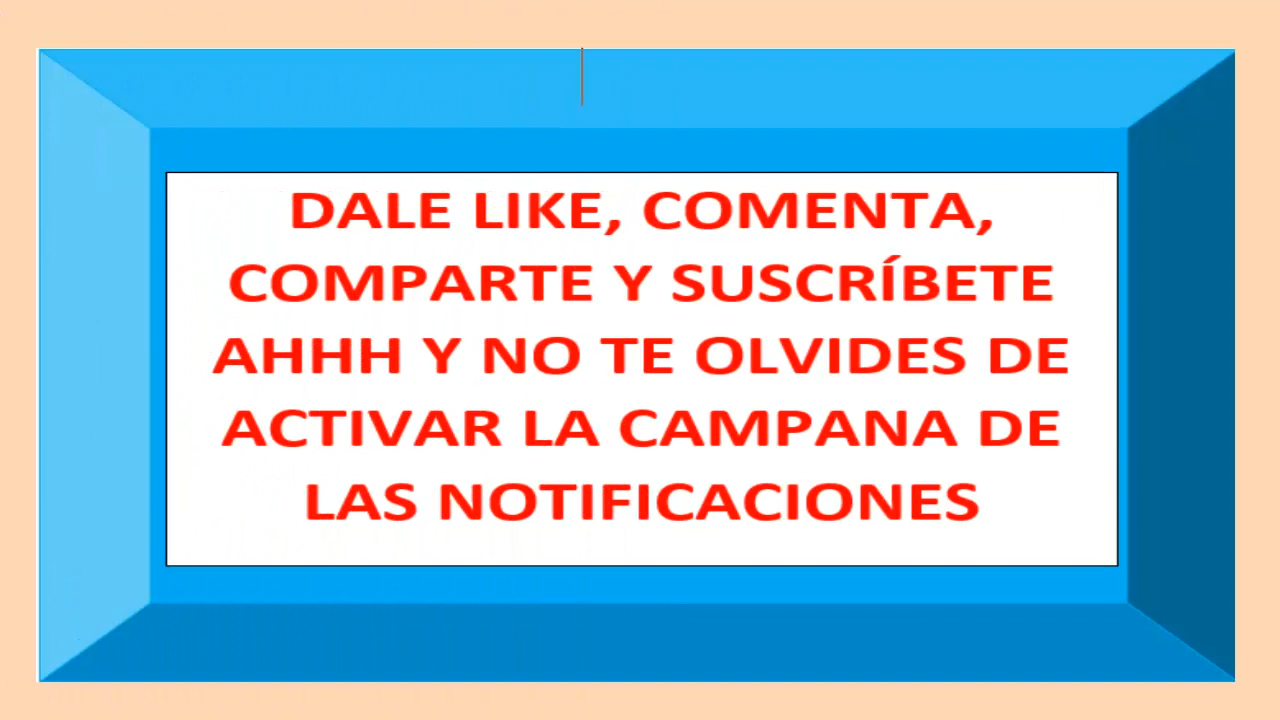 DALE LIKE, COMENTA,
COMPARTE Y SUSCRÍBETE
AHHH Y NO TE OLVIDES DE
ACTIVAR LA CAMPANA DE
LAS NOTIFICACIONES